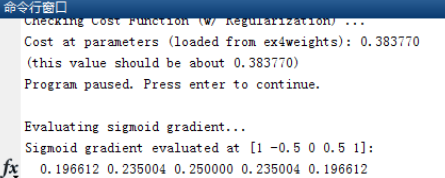 命令行窗口
Checking Cost Function (w/ Regularization) ...
Cost at parameters (loaded from ex4weights): 0.383770
(this value should be about 0.383770)
Program paused. Press enter to continue.
Evaluating sigmoid gradient...
Sigmoid gradient evaluated at [1 -0.5 0 0.5 1]:
0.196612 0.235004 0.250000 0.235004 0.196612
fx